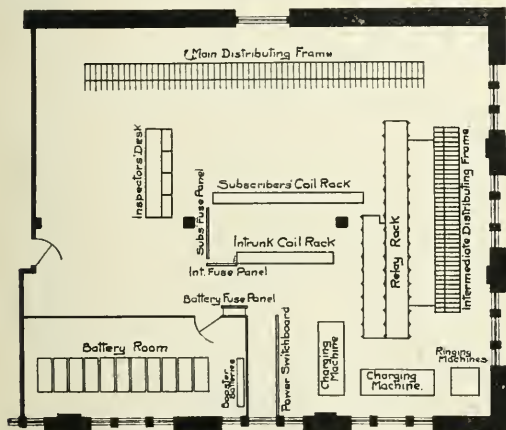 Main Distributing Frame
Inspectors' Desk
Subscribers' Coil Rack
Subs' Fuse Panel
Intrunk Coil Rack
Int. Fuse Panel
Relay Rack
Intermediate Distributing Frame
Battery Fuse Panel
Battery Room
Booster
Batteries
Power Switchboard
Charging
Machine
Charging
Machine.
Ringing
Machines